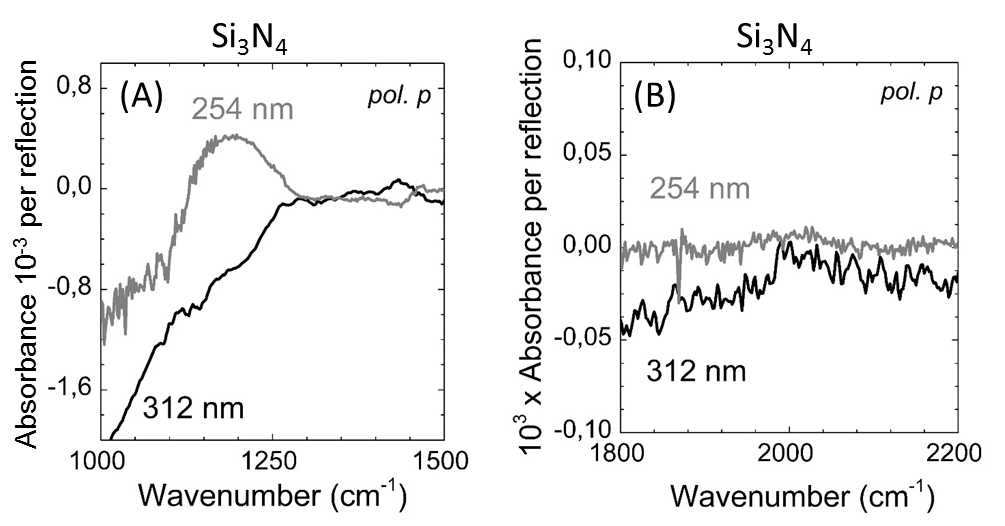 Si₃N₄
(A)
pol. p
254 nm
312 nm
0,8
0,0
-0,8
-1,6
1000
1250
1500
Absorbance 10⁻³ per reflection
Wavenumber (cm⁻¹)
Si₃N₄
(B)
pol. p
254 nm
312 nm
0,10
0,05
0,00
-0,05
-0,10
1800
2000
2200
10³ x Absorbance per reflection
Wavenumber (cm⁻¹)